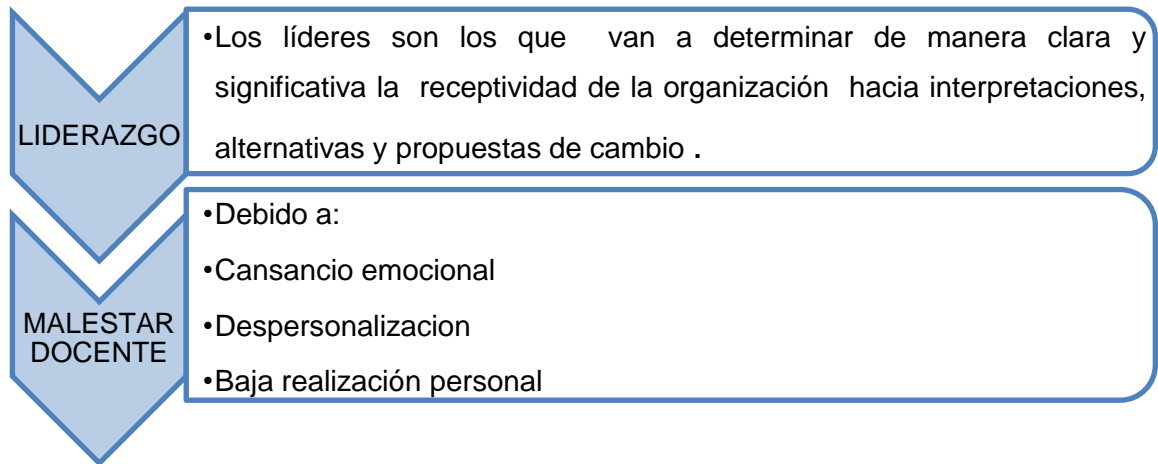 LIDERAZGO
•Los líderes son los que van a determinar de manera clara y
significativa la receptividad de la organización hacia interpretaciones,
alternativas y propuestas de cambio .
MALESTAR
DOCENTE
•Debido a:
•Cansancio emocional
•Despersonalizacion
•Baja realización personal